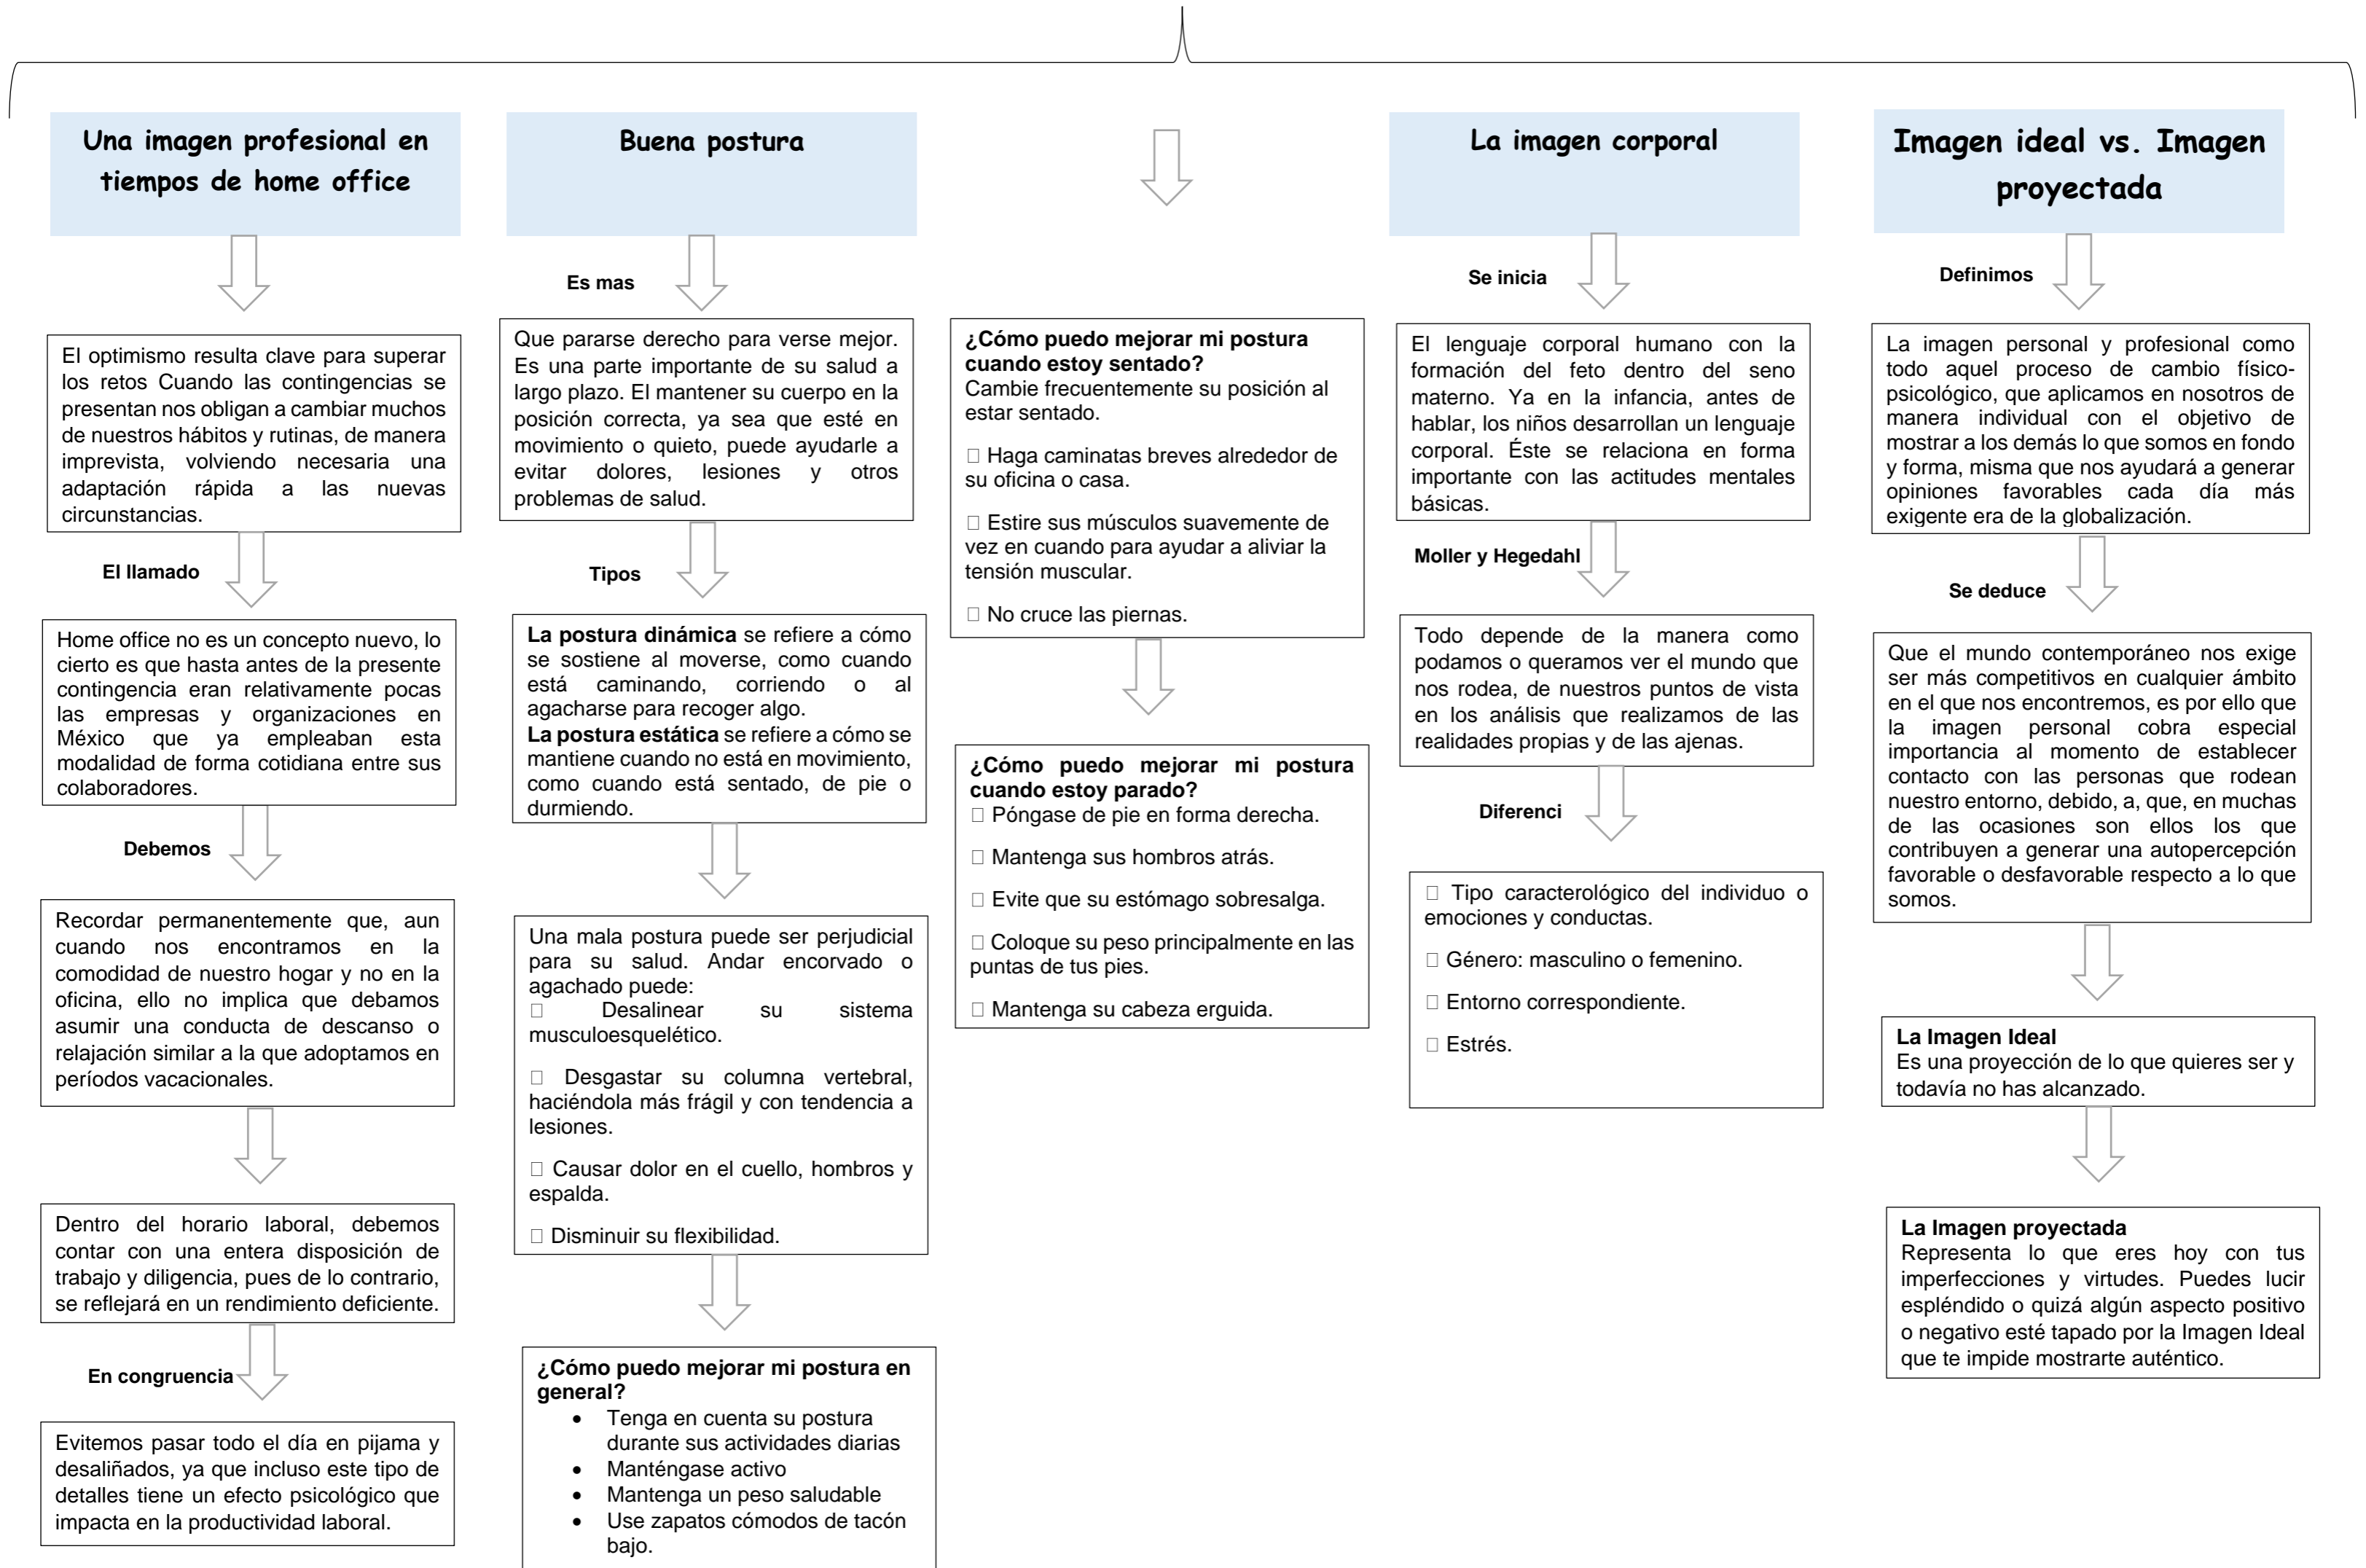 Una imagen profesional en
tiempos de home office
El optimismo resulta clave para superar
los retos Cuando las contingencias se
presentan nos obligan a cambiar muchos
de nuestros hábitos y rutinas, de manera
imprevista, volviendo necesaria una
adaptación rápida a las nuevas
circunstancias.
El llamado
Home office no es un concepto nuevo, lo
cierto es que hasta antes de la presente
contingencia eran relativamente pocas
las empresas y organizaciones en
México que ya empleaban esta
modalidad de forma cotidiana entre sus
colaboradores.
Debemos
Recordar permanentemente que, aun
cuando nos encontramos en la
comodidad de nuestro hogar y no en la
oficina, ello no implica que debamos
asumir una conducta de descanso o
relajación similar a la que adoptamos en
períodos vacacionales.
Dentro del horario laboral, debemos
contar con una entera disposición de
trabajo y diligencia, pues de lo contrario,
se reflejará en un rendimiento deficiente.
En congruencia
Evitemos pasar todo el día en pijama y
desaliñados, ya que incluso este tipo de
detalles tiene un efecto psicológico que
impacta en la productividad laboral.
Buena postura
Es mas
Que pararse derecho para verse mejor.
Es una parte importante de su salud a
largo plazo. El mantener su cuerpo en la
posición correcta, ya sea que esté en
movimiento o quieto, puede ayudarle a
evitar dolores, lesiones y otros
problemas de salud.
Tipos
La postura dinámica se refiere a cómo
se sostiene al moverse, como cuando
está caminando, corriendo o al
agacharse para recoger algo.
La postura estática se refiere a cómo se
mantiene cuando no está en movimiento,
como cuando está sentado, de pie o
durmiendo.
Una mala postura puede ser perjudicial
para su salud. Andar encorvado o
agachado puede:
Desalinear su sistema
musculoesquelético.
Desgastar su columna vertebral,
haciéndola más frágil y con tendencia a
lesiones.
Causar dolor en el cuello, hombros y
espalda.
Disminuir su flexibilidad.
¿Cómo puedo mejorar mi postura en
general?
• Tenga en cuenta su postura
durante sus actividades diarias
• Manténgase activo
• Mantenga un peso saludable
• Use zapatos cómodos de tacón
bajo.
¿Cómo puedo mejorar mi postura
cuando estoy sentado?
Cambie frecuentemente su posición al
estar sentado.
Haga caminatas breves alrededor de
su oficina o casa.
Estire sus músculos suavemente de
vez en cuando para ayudar a aliviar la
tensión muscular.
No cruce las piernas.
¿Cómo puedo mejorar mi postura
cuando estoy parado?
Póngase de pie en forma derecha.
Mantenga sus hombros atrás.
Evite que su estómago sobresalga.
Coloque su peso principalmente en las
puntas de tus pies.
Mantenga su cabeza erguida.
La imagen corporal
Se inicia
El lenguaje corporal humano con la
formación del feto dentro del seno
materno. Ya en la infancia, antes de
hablar, los niños desarrollan un lenguaje
corporal. Éste se relaciona en forma
importante con las actitudes mentales
básicas.
Moller y Hegedahl
Todo depende de la manera como
podamos o queramos ver el mundo que
nos rodea, de nuestros puntos de vista
en los análisis que realizamos de las
realidades propias y de las ajenas.
Diferenci
Tipo caracterológico del individuo o
emociones y conductas.
Género: masculino o femenino.
Entorno correspondiente.
Estrés.
Imagen ideal vs. Imagen
proyectada
Definimos
La imagen personal y profesional como
todo aquel proceso de cambio físico-
psicológico, que aplicamos en nosotros de
manera individual con el objetivo de
mostrar a los demás lo que somos en fondo
y forma, misma que nos ayudará a generar
opiniones favorables cada día más
exigente era de la globalización.
Se deduce
Que el mundo contemporáneo nos exige
ser más competitivos en cualquier ámbito
en el que nos encontremos, es por ello que
la imagen personal cobra especial
importancia al momento de establecer
contacto con las personas que rodean
nuestro entorno, debido, a, que, en muchas
de las ocasiones son ellos los que
contribuyen a generar una autopercepción
favorable o desfavorable respecto a lo que
somos.
La Imagen Ideal
Es una proyección de lo que quieres ser y
todavía no has alcanzado.
La Imagen proyectada
Representa lo que eres hoy con tus
imperfecciones y virtudes. Puedes lucir
espléndido o quizá algún aspecto positivo
o negativo esté tapado por la Imagen Ideal
que te impide mostrarte auténtico.